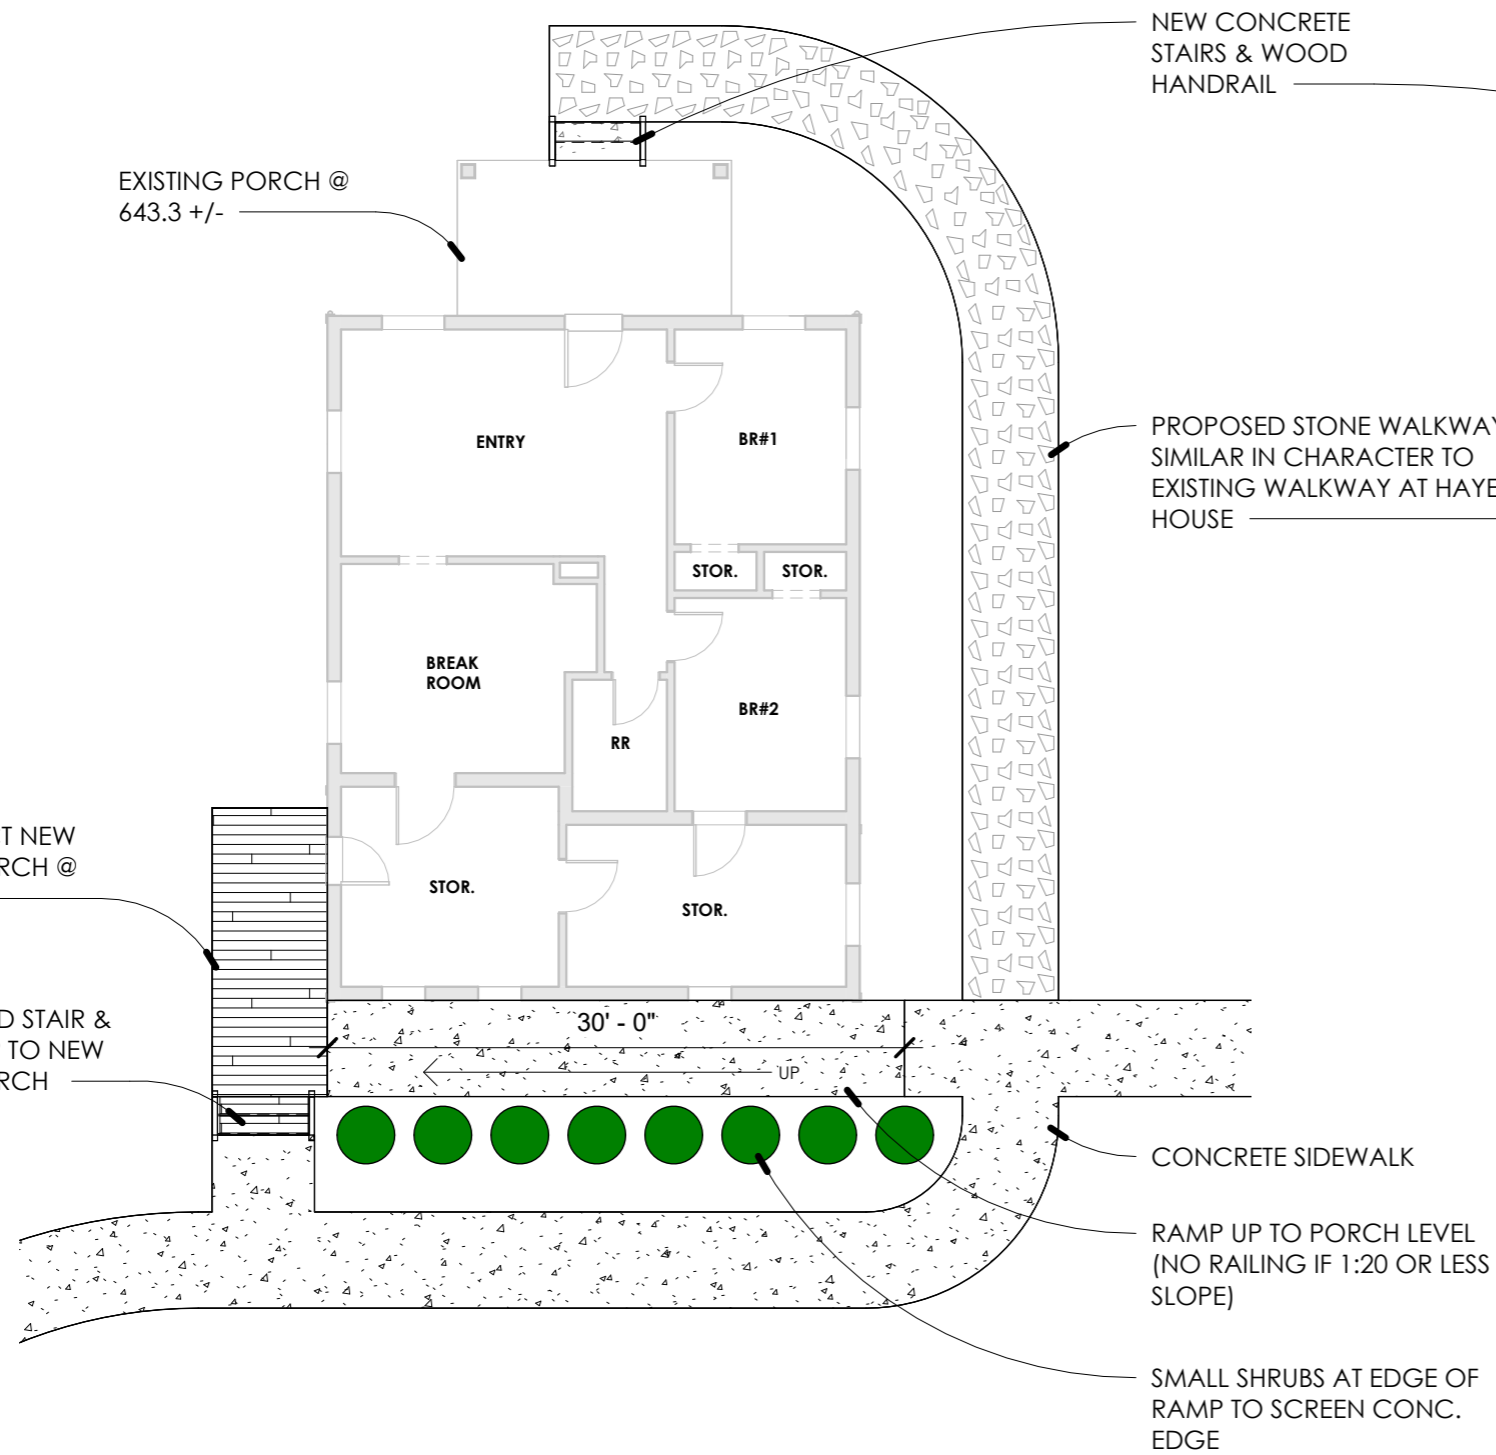 NEW CONCRETE
STAIRS & WOOD
HANDRAIL
EXISTING PORCH @
643.3 +/-
ENTRY
BR#1
PROPOSED STONE WALKWAY
SIMILAR IN CHARACTER TO
EXISTING WALKWAY AT HAYE
HOUSE
STOR.
STOR.
BREAK
ROOM
BR#2
RR
T NEW
RCH @
STOR.
STOR.
D STAIR &
TO NEW
RCH
30' - 0"
UP
CONCRETE SIDEWALK
RAMP UP TO PORCH LEVEL
(NO RAILING IF 1:20 OR LESS
SLOPE)
SMALL SHRUBS AT EDGE OF
RAMP TO SCREEN CONC.
EDGE